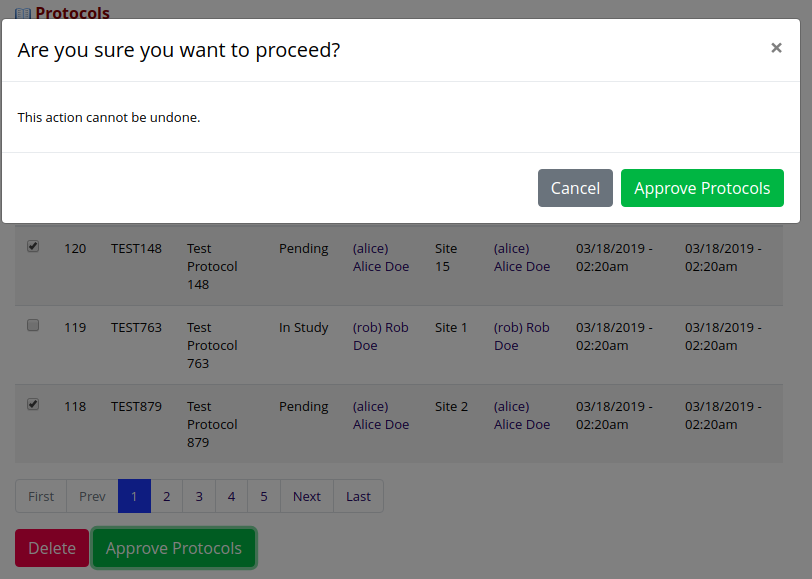 Protocols
Are you sure you want to proceed? ×
This action cannot be undone.
Cancel Approve Protocols
120 TEST148 Test Pending (alice) Site (alice) 03/18/2019 - 03/18/2019 -
Protocol Alice Doe 15 Alice Doe 02:20am 02:20am
148
119 TEST763 Test In Study (rob) Rob Site 1 (rob) Rob 03/18/2019 - 03/18/2019 -
Protocol Doe Doe 02:20am 02:20am
763
118 TEST879 Test Pending (alice) Site 2 (alice) 03/18/2019 - 03/18/2019 -
Protocol Alice Doe Alice Doe 02:20am 02:20am
879
First Prev 1 2 3 4 5 Next Last
Delete Approve Protocols